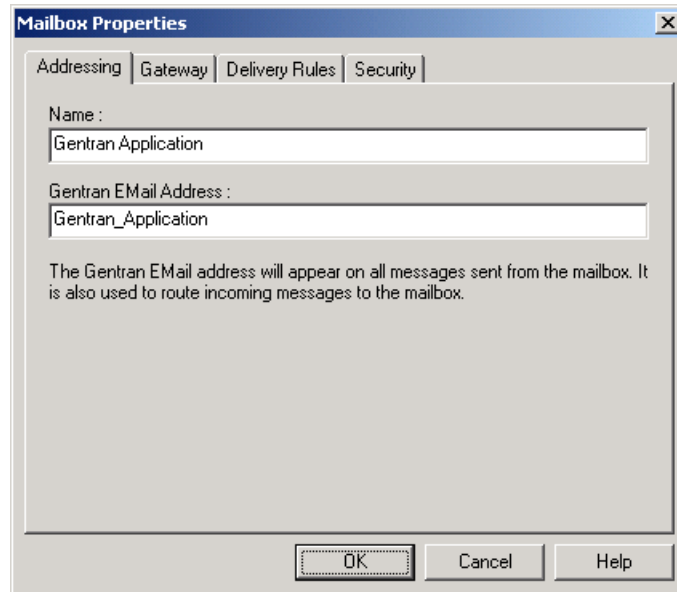 Mailbox Properties
Addressing Gateway Delivery Rules Security
Name :
Gentran Application
Gentran EMail Address :
Gentran_Application
The Gentran EMail address will appear on all messages sent from the mailbox. It
is also used to route incoming messages to the mailbox.
OK Cancel Help